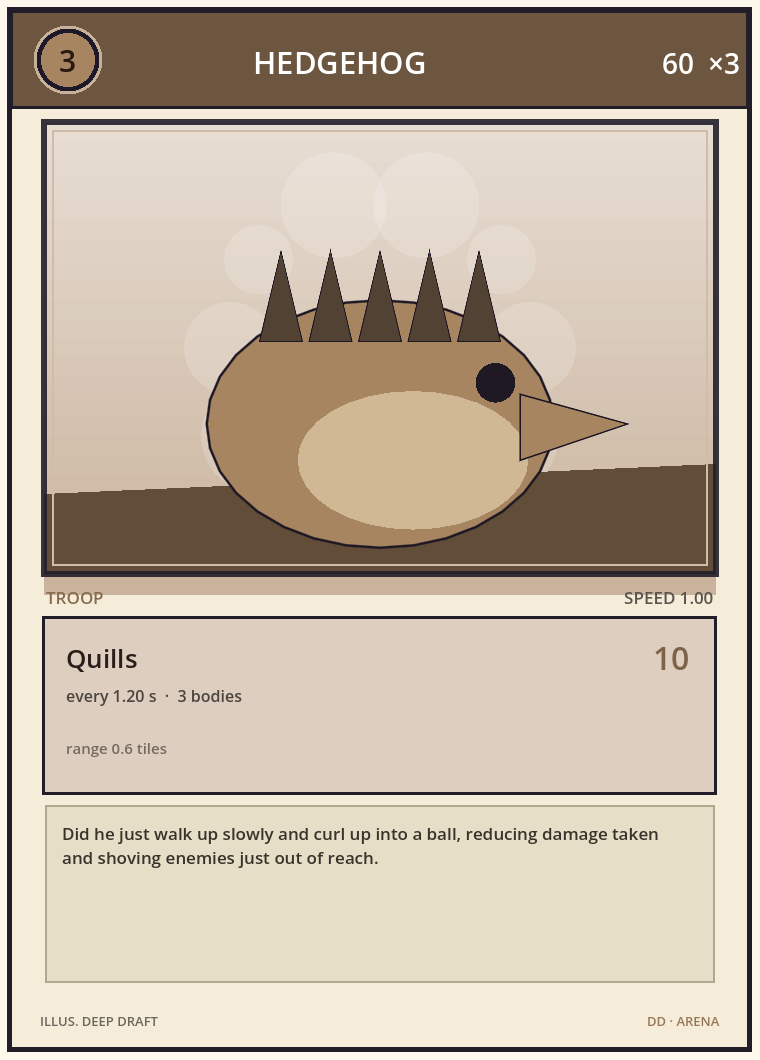 3
HEDGEHOG
60 ×3
TROOP
SPEED 1.00
Quills
10
every 1.20 s · 3 bodies
range 0.6 tiles
Did he just walk up slowly and curl up into a ball, reducing damage taken
and shoving enemies just out of reach.
ILLUS. DEEP DRAFT
DD · ARENA